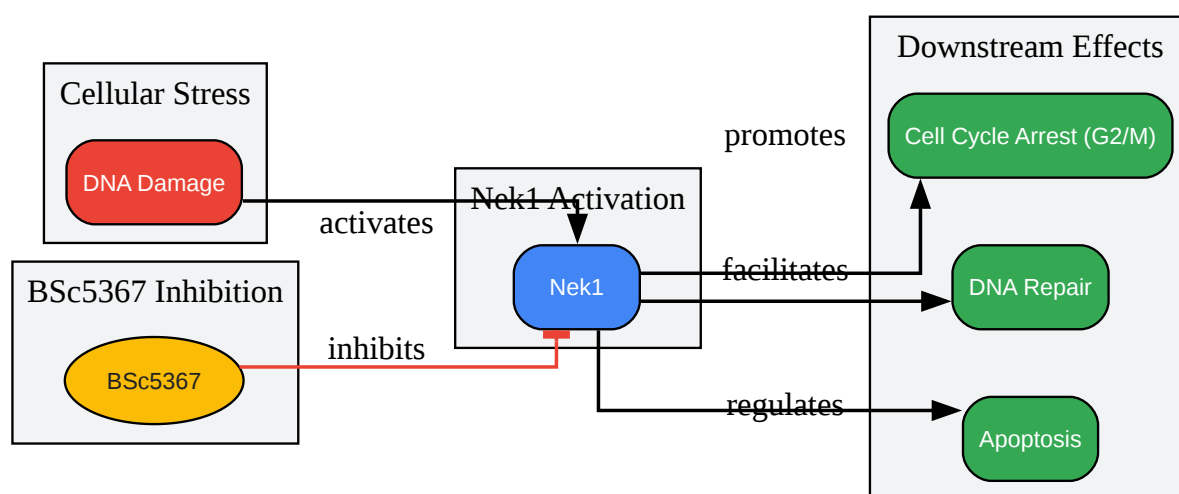 Cellular Stress
DNA Damage
BSc5367 Inhibition
BSc5367
activates
inhibits
Nek1 Activation
Nek1
promotes
facilitates
regulates
Downstream Effects
Cell Cycle Arrest (G2/M)
DNA Repair
Apoptosis